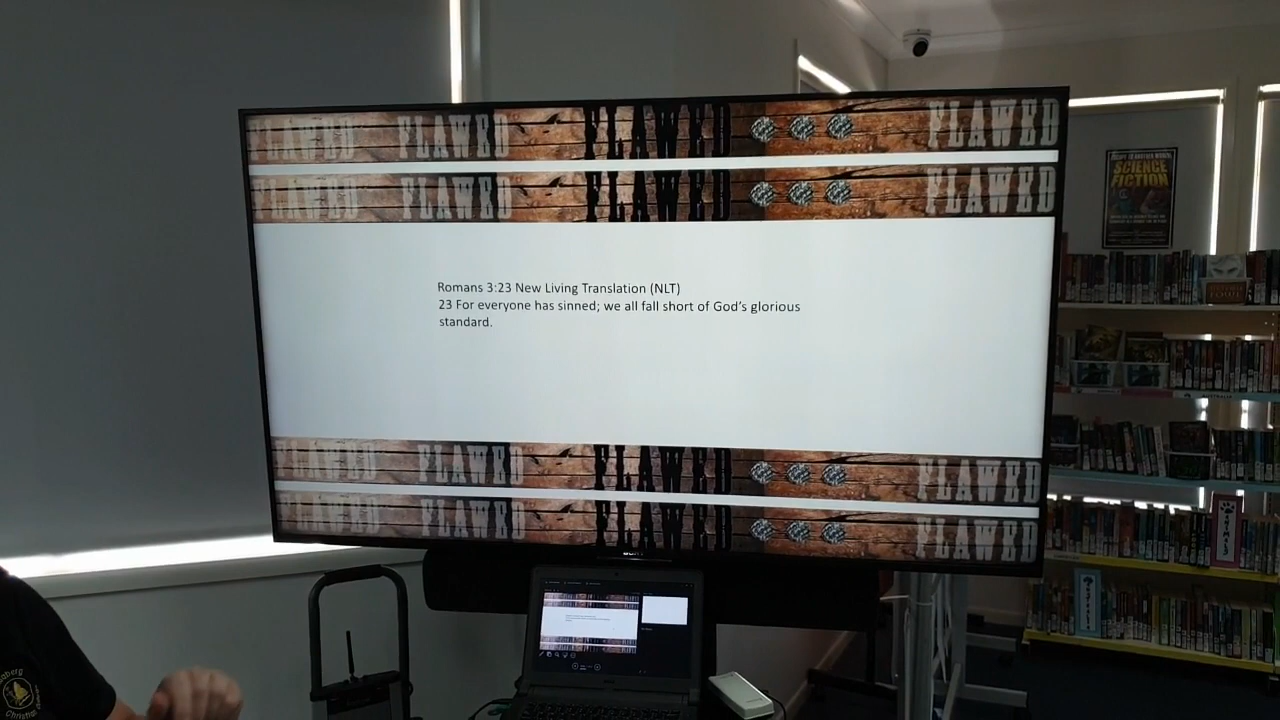 FLAWED FLAWED FLAWED FLAWED
FLAWED FLAWED FLAWED FLAWED
Romans 3:23 New Living Translation (NLT)
23 For everyone has sinned; we all fall short of God's glorious
standard.
FLAWED FLAWED FLAWED FLAWED
FLAWED FLAWED FLAWED FLAWED
SCIENCE
FICTION
ANIMALS
Christian